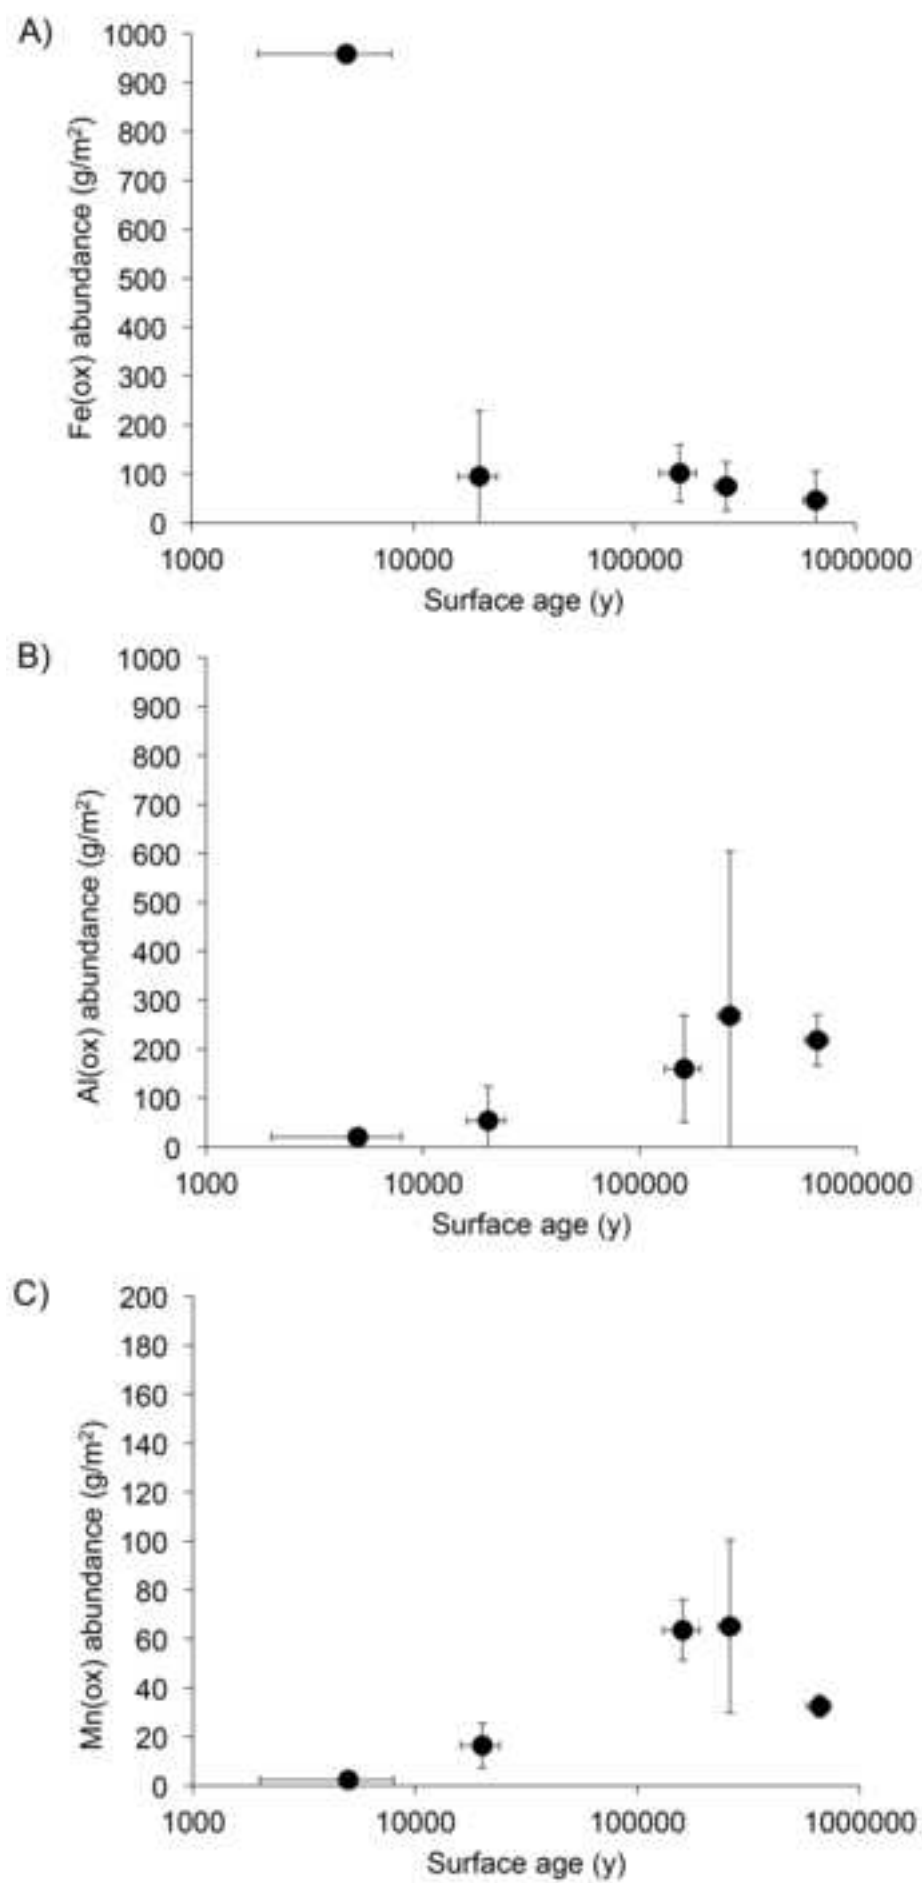 A)
Fe(ox) abundance (g/m²)
1000
900
800
700
600
500
400
300
200
100
0
1000 10000 100000 1000000
Surface age (y)
B)
Al(ox) abundance (g/m²)
1000
900
800
700
600
500
400
300
200
100
0
1000 10000 100000 1000000
Surface age (y)
C)
Mn(ox) abundance (g/m²)
200
180
160
140
120
100
80
60
40
20
0
1000 10000 100000 1000000
Surface age (y)